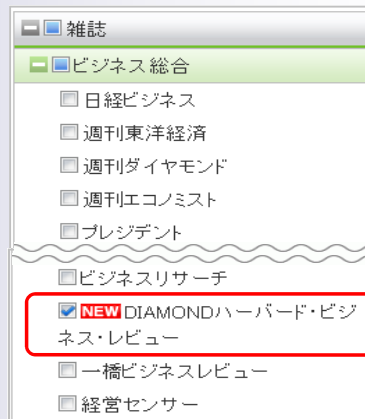 雑誌
ビジネス総合
日経ビジネス
週刊東洋経済
週刊ダイヤモンド
週刊エコノミスト
プレジデント
ビジネスリサーチ
NEW DIAMONDハーバード・ビジ
ネス・レビュー
一橋ビジネスレビュー
経営センサー